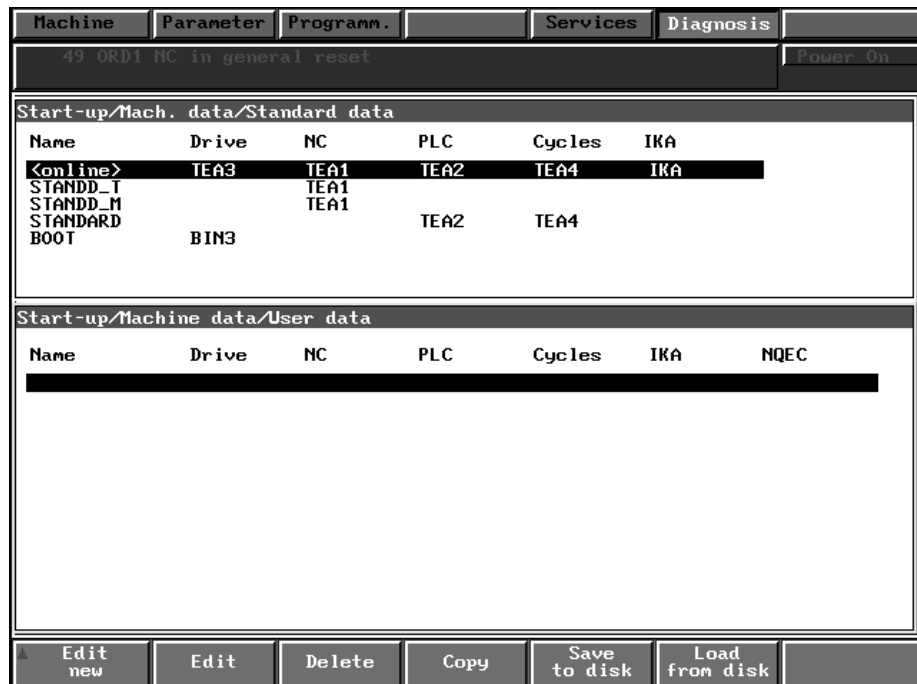 Machine Parameter Programm. Services Diagnosis
49 ORD1 NC in general reset Power On
Start-up/Mach. data/Standard data
Name Drive NC PLC Cycles IKA
<online> TEA3 TEA1 TEA2 TEA4 IKA
STANDD_T TEA1
STANDD_M TEA1
STANDARD TEA2 TEA4
BOOT BIN3
Start-up/Machine data/User data
Name Drive NC PLC Cycles IKA NQEC
Edit new Edit Delete Copy Save to disk Load from disk